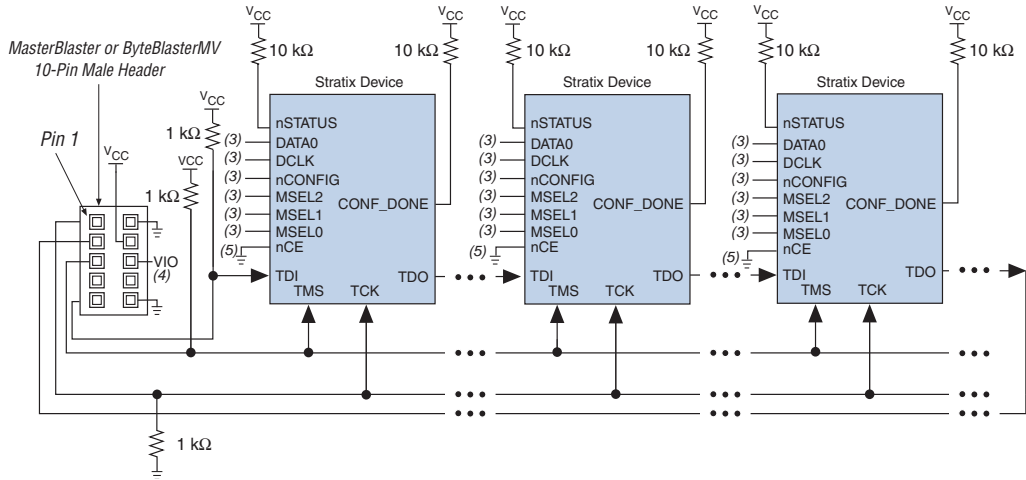 MasterBlaster or ByteBlasterMV
10-Pin Male Header
Pin 1
VCC
VIO
(4)
VCC
1 kΩ
VCC
1 kΩ
1 kΩ
VCC
10 kΩ
10 kΩ
VCC
Stratix Device
nSTATUS
(3) DATA0
(3) DCLK
(3) nCONFIG
(3) MSEL2
(3) MSEL1
(3) MSEL0
(5) nCE
CONF_DONE
TDI
TDO
TMS
TCK
VCC
10 kΩ
10 kΩ
VCC
Stratix Device
nSTATUS
(3) DATA0
(3) DCLK
(3) nCONFIG
(3) MSEL2
(3) MSEL1
(3) MSEL0
(5) nCE
CONF_DONE
TDI
TDO
TMS
TCK
VCC
10 kΩ
10 kΩ
VCC
Stratix Device
nSTATUS
(3) DATA0
(3) DCLK
(3) nCONFIG
(3) MSEL2
(3) MSEL1
(3) MSEL0
(5) nCE
CONF_DONE
TDI
TDO
TMS
TCK